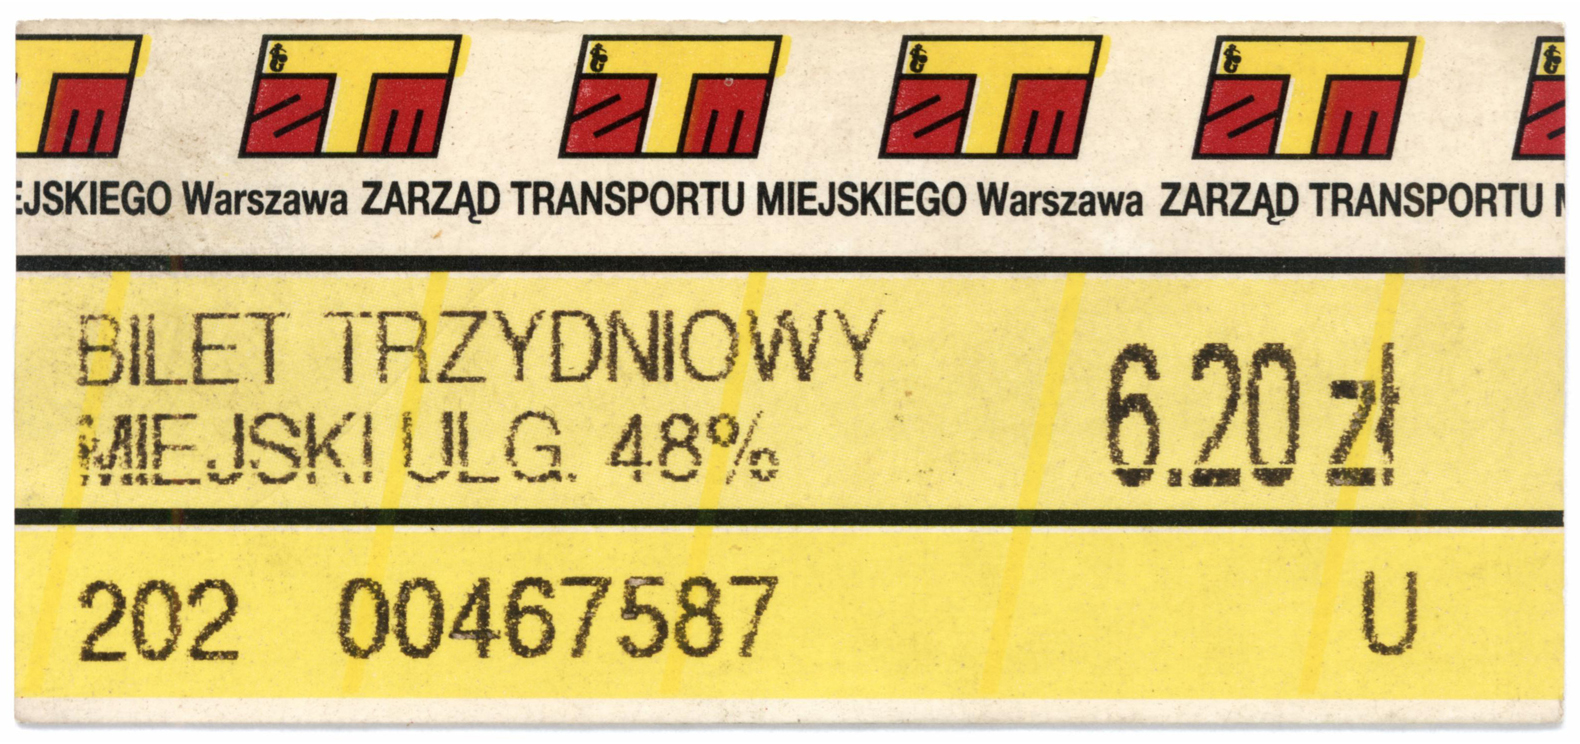 ZTM ZTM ZTM ZTM
EJSKIEGO Warszawa ZARZĄD TRANSPORTU MIEJSKIEGO Warszawa ZARZĄD TRANSPORTU M
BILET TRZYDNIOWY
MIEJSKI ULG. 48%
6.20 zł
202 00467587 U